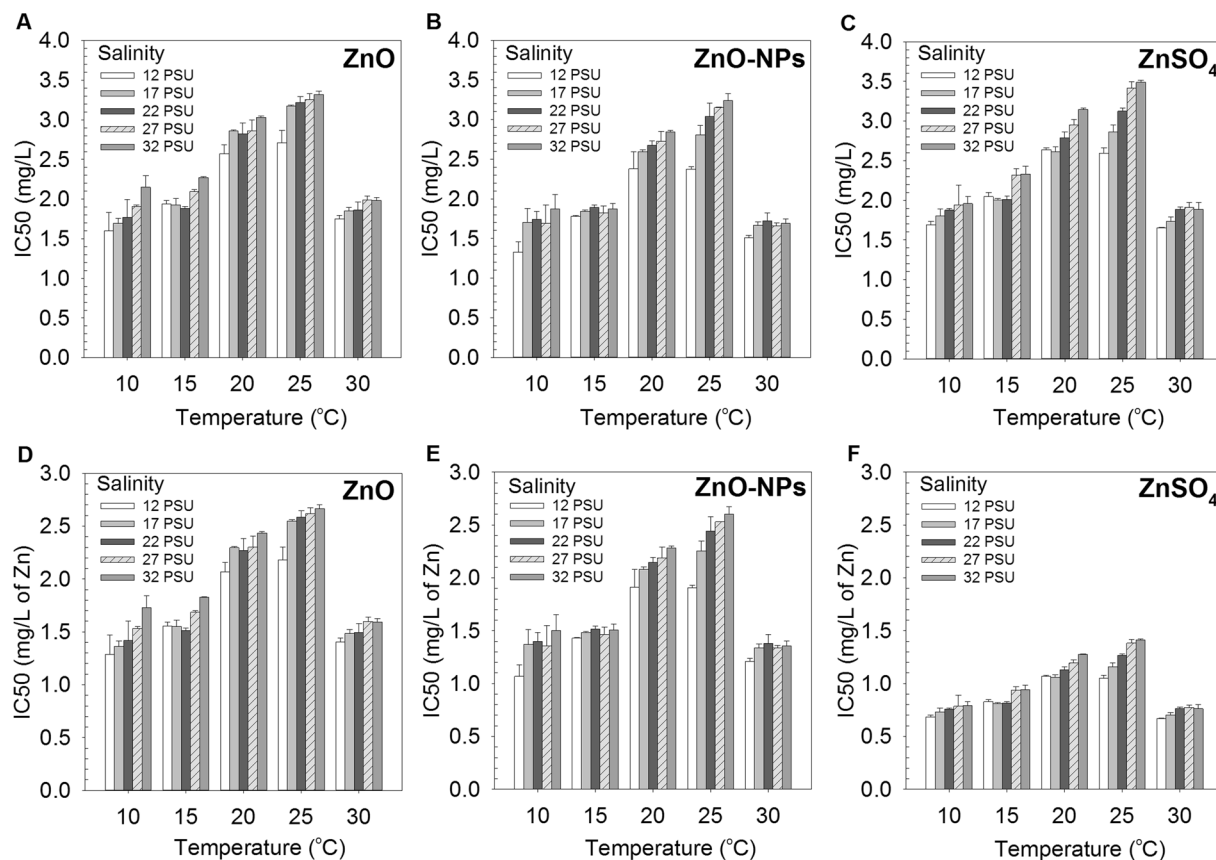 A
Salinity
ZnO
12 PSU
17 PSU
22 PSU
27 PSU
32 PSU
4.0
3.5
3.0
2.5
2.0
1.5
1.0
0.5
0.0
IC50 (mg/L)
10 15 20 25 30
Temperature (°C)
B
Salinity
ZnO-NPs
12 PSU
17 PSU
22 PSU
27 PSU
32 PSU
4.0
3.5
3.0
2.5
2.0
1.5
1.0
0.5
0.0
IC50 (mg/L)
10 15 20 25 30
Temperature (°C)
C
Salinity
ZnSO4
12 PSU
17 PSU
22 PSU
27 PSU
32 PSU
4.0
3.5
3.0
2.5
2.0
1.5
1.0
0.5
0.0
IC50 (mg/L)
10 15 20 25 30
Temperature (°C)
D
Salinity
ZnO
12 PSU
17 PSU
22 PSU
27 PSU
32 PSU
3.0
2.5
2.0
1.5
1.0
0.5
0.0
IC50 (mg/L of Zn)
10 15 20 25 30
Temperature (°C)
E
Salinity
ZnO-NPs
12 PSU
17 PSU
22 PSU
27 PSU
32 PSU
3.0
2.5
2.0
1.5
1.0
0.5
0.0
IC50 (mg/L of Zn)
10 15 20 25 30
Temperature (°C)
F
Salinity
ZnSO4
12 PSU
17 PSU
22 PSU
27 PSU
32 PSU
3.0
2.5
2.0
1.5
1.0
0.5
0.0
IC50 (mg/L of Zn)
10 15 20 25 30
Temperature (°C)